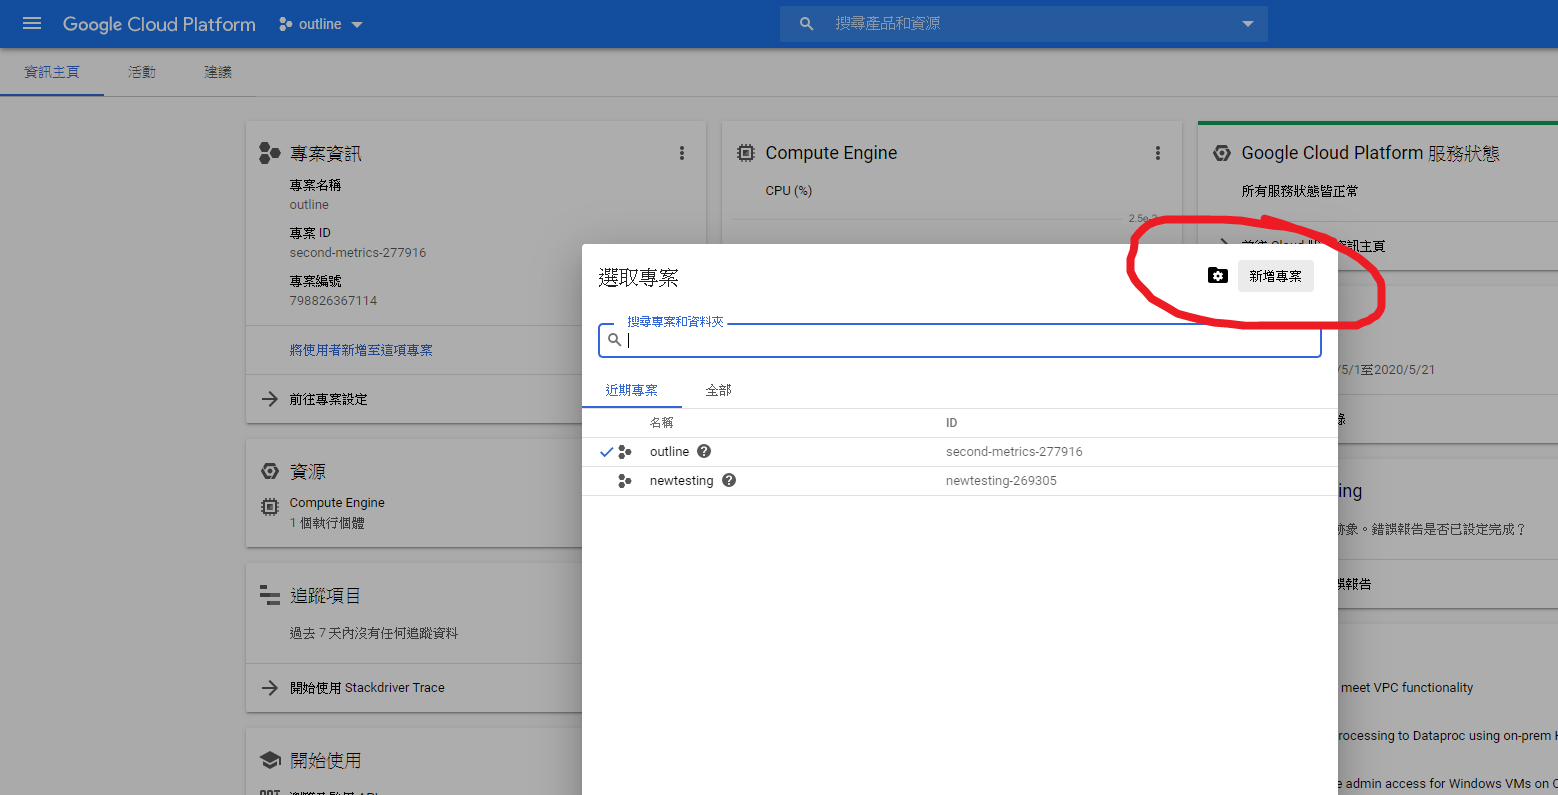 Google Cloud Platform
outline
搜尋產品和資源
資訊主頁
活動
建議
專案資訊
專案名稱
outline
專案 ID
second-metrics-277916
專案編號
798826367114
將使用者新增至這項專案
前往專案設定
資源
Compute Engine
1 個執行個體
追蹤項目
過去 7 天內沒有任何追蹤資料
開始使用 Stackdriver Trace
開始使用
Compute Engine
CPU (%)
Google Cloud Platform 服務狀態
所有服務狀態皆正常
前往 Cloud 狀
資訊主頁
選取專案
新增專案
搜尋專案和資料夾
近期專案
全部
名稱
ID
outline
second-metrics-277916
newtesting
newtesting-269305
/5/1至2020/5/21
錄
ing
跡象。錯誤報告是否已設定完成？
誤報告
meet VPC functionality
rocessing to Dataproc using on-prem
e admin access for Windows VMs on